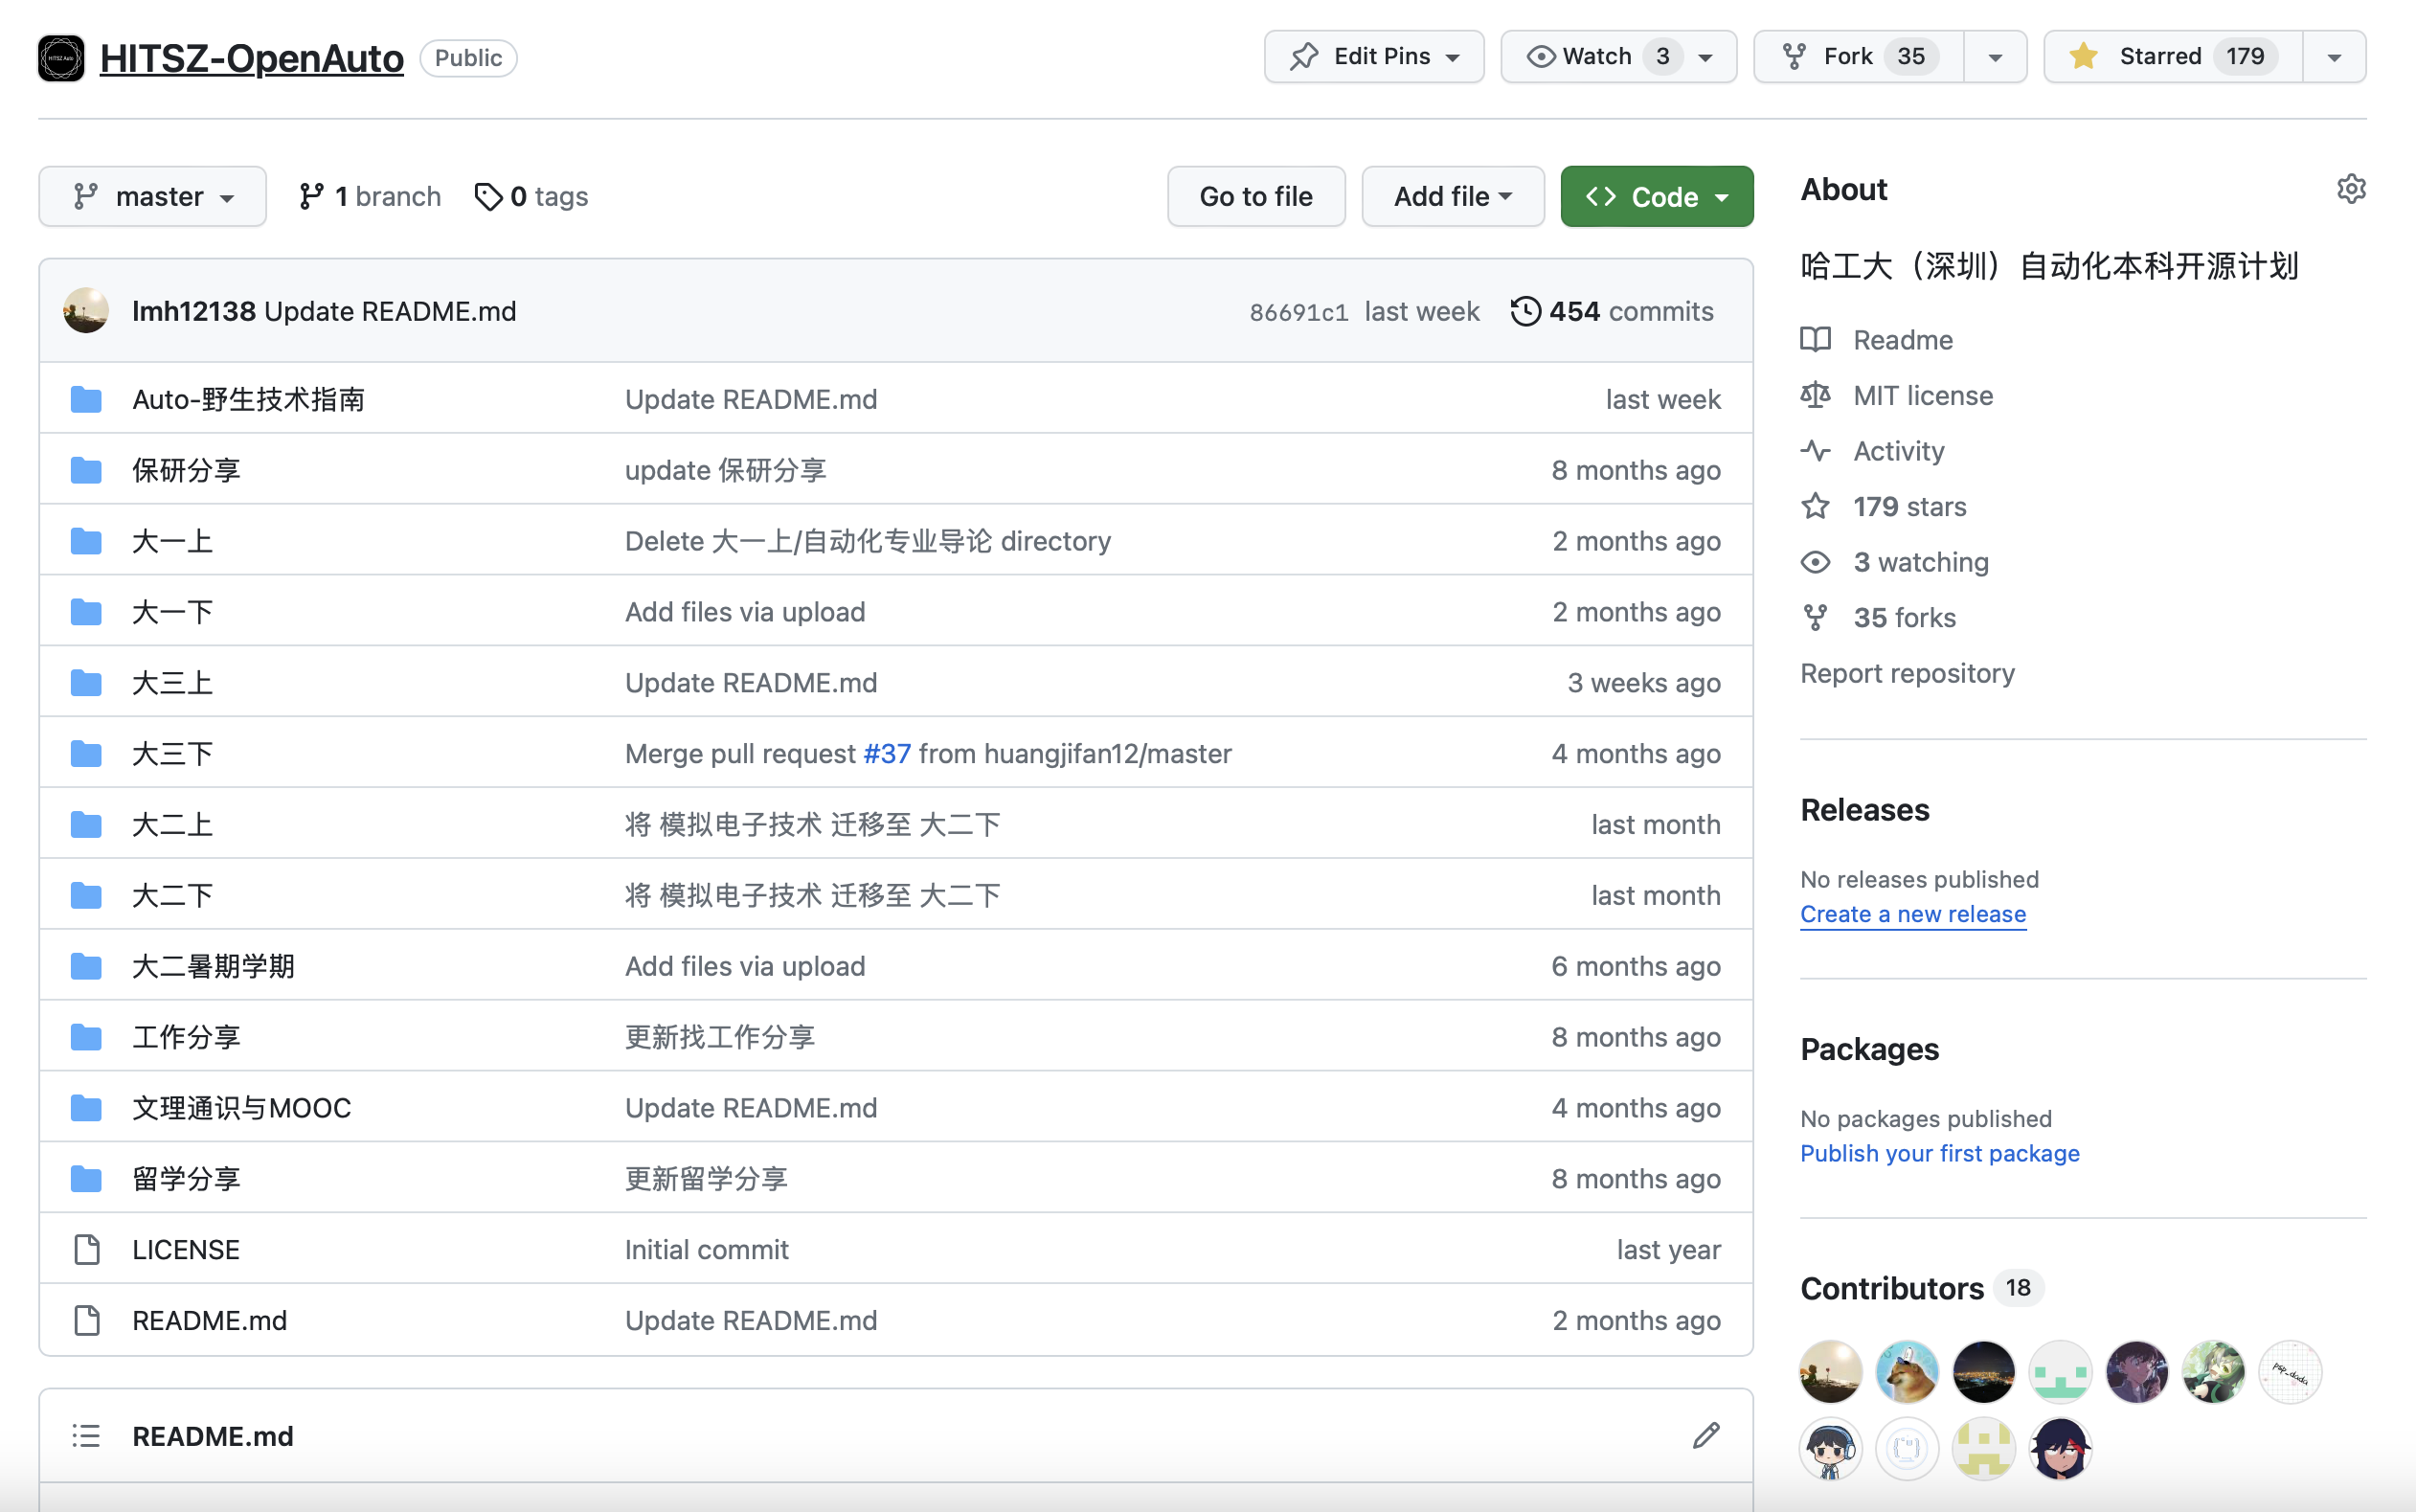 HITSZ-OpenAuto Public Edit Pins Watch 3 Fork 35 Starred 179
master 1 branch 0 tags Go to file Add file Code
lmh12138 Update README.md 86691c1 last week 454 commits
Auto-野生技术指南 Update README.md last week
保研分享 update 保研分享 8 months ago
大一上 Delete 大一上/自动化专业导论 directory 2 months ago
大一下 Add files via upload 2 months ago
大三上 Update README.md 3 weeks ago
大三下 Merge pull request #37 from huangjifan12/master 4 months ago
大二上 将 模拟电子技术 迁移至 大二下 last month
大二下 将 模拟电子技术 迁移至 大二下 last month
大二暑期学期 Add files via upload 6 months ago
工作分享 更新找工作分享 8 months ago
文理通识与MOOC Update README.md 4 months ago
留学分享 更新留学分享 8 months ago
LICENSE Initial commit last year
README.md Update README.md 2 months ago
README.md
About
哈工大（深圳）自动化本科开源计划
Readme
MIT license
Activity
179 stars
3 watching
35 forks
Report repository
Releases
No releases published
Create a new release
Packages
No packages published
Publish your first package
Contributors 18